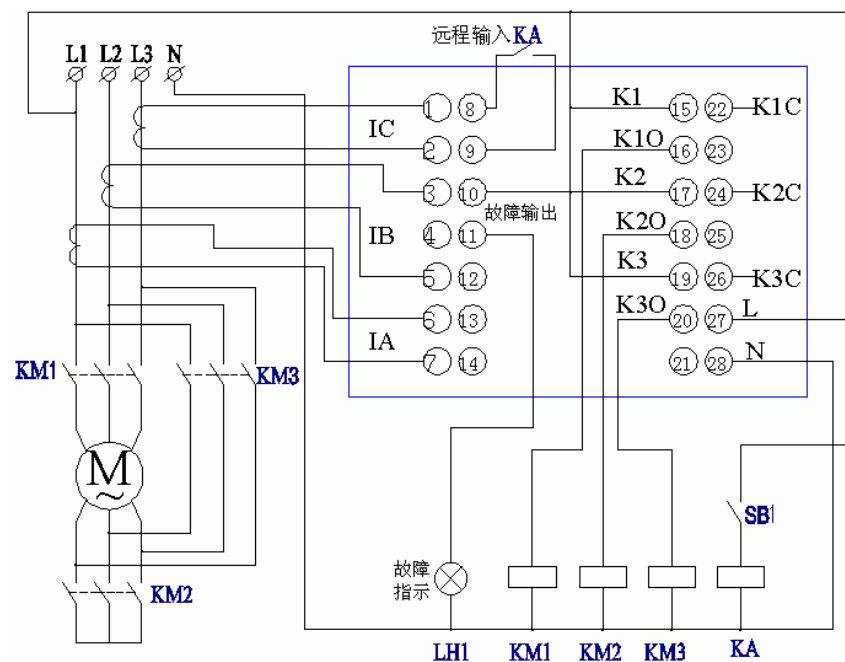 远程输入KA
L1 L2 L3 N
IC
1 8
2 9
3 10
故障输出
IB
4 11
5 12
6 13
IA
7 14
K1 15 22 K1C
K1O 16 23
K2 17 24 K2C
K2O 18 25
K3 19 26 K3C
K3O 20 27 L
21 28 N
KM1
KM3
M
~
KM2
SB1
故障
指示
LH1 KM1 KM2 KM3 KA